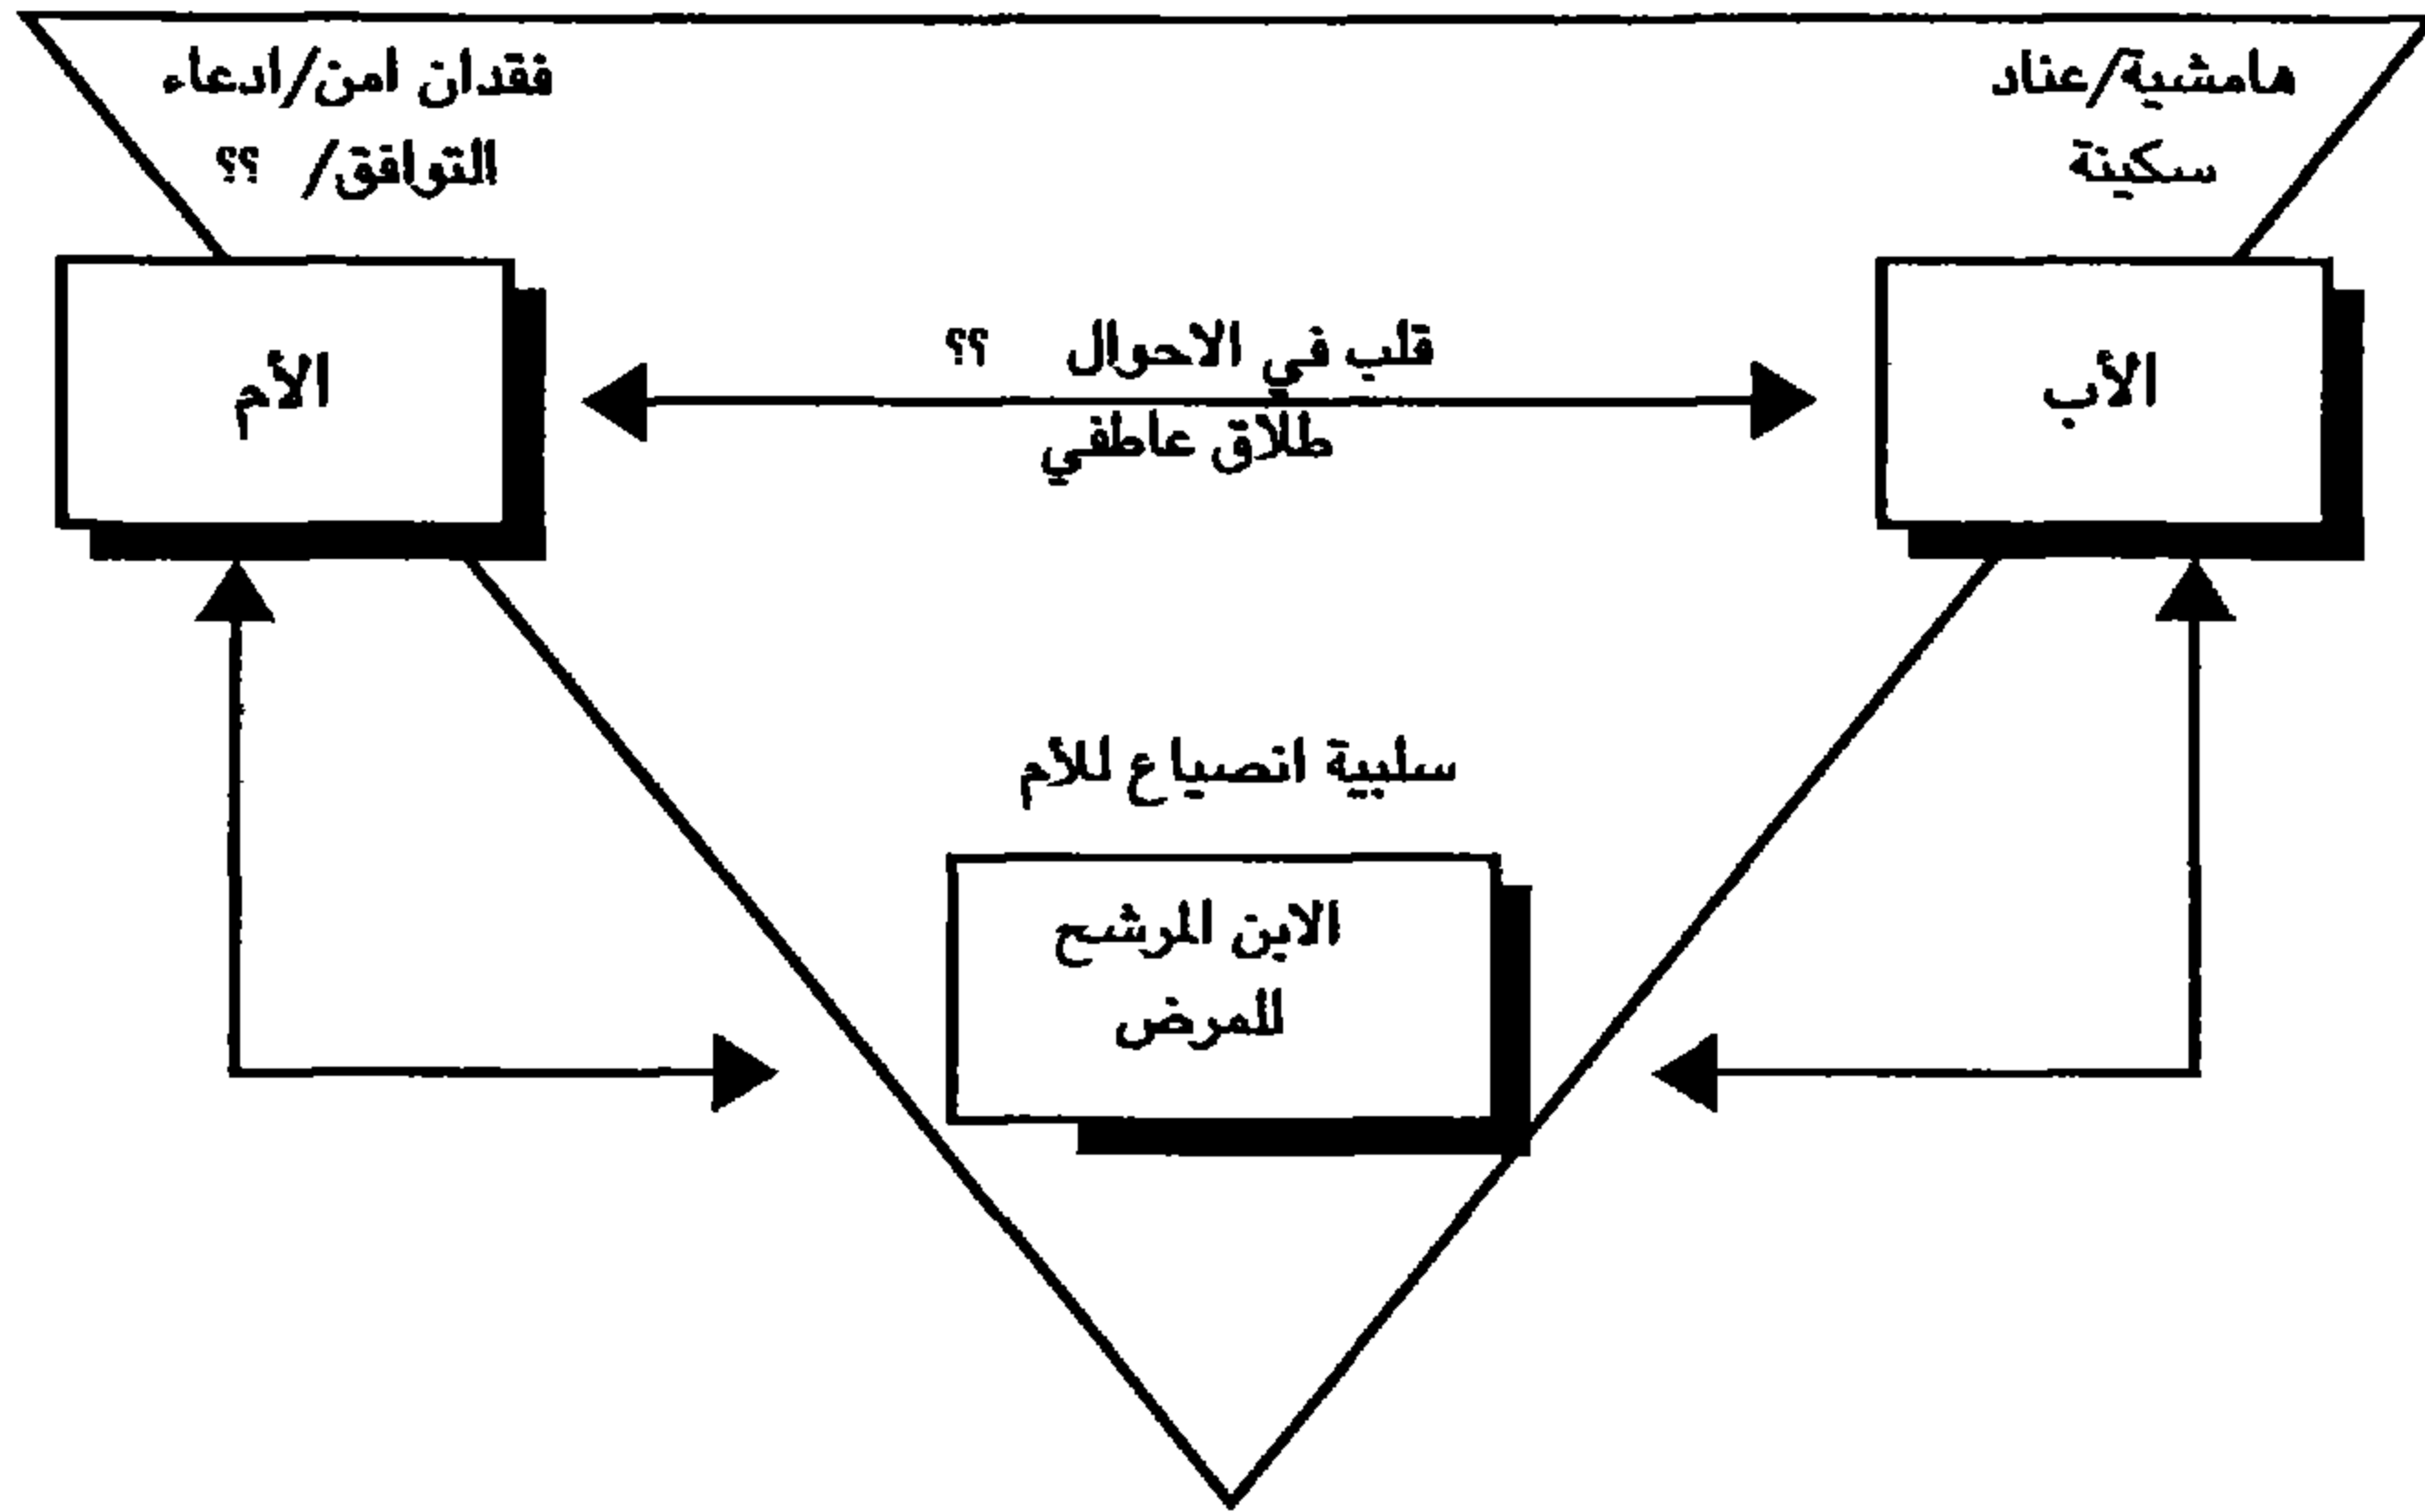 هامشية/عناد
سكينة
فقدان امن/ادعاء
التوافق/ ؟؟
الأب
قلب في الاحوال ؟؟
طلاق عاطفي
الأم
سلبية انصياع للأم
الابن المرشح
للمرض